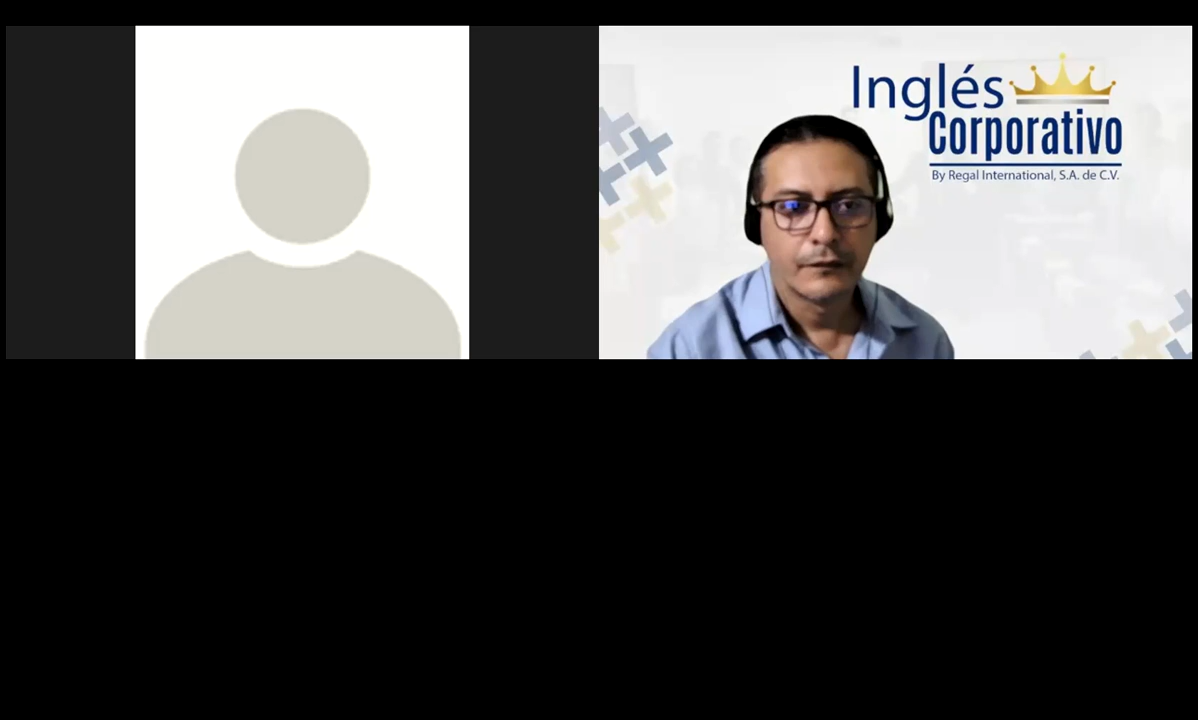 Inglés
Corporativo
By Regal International, S.A. de C.V.